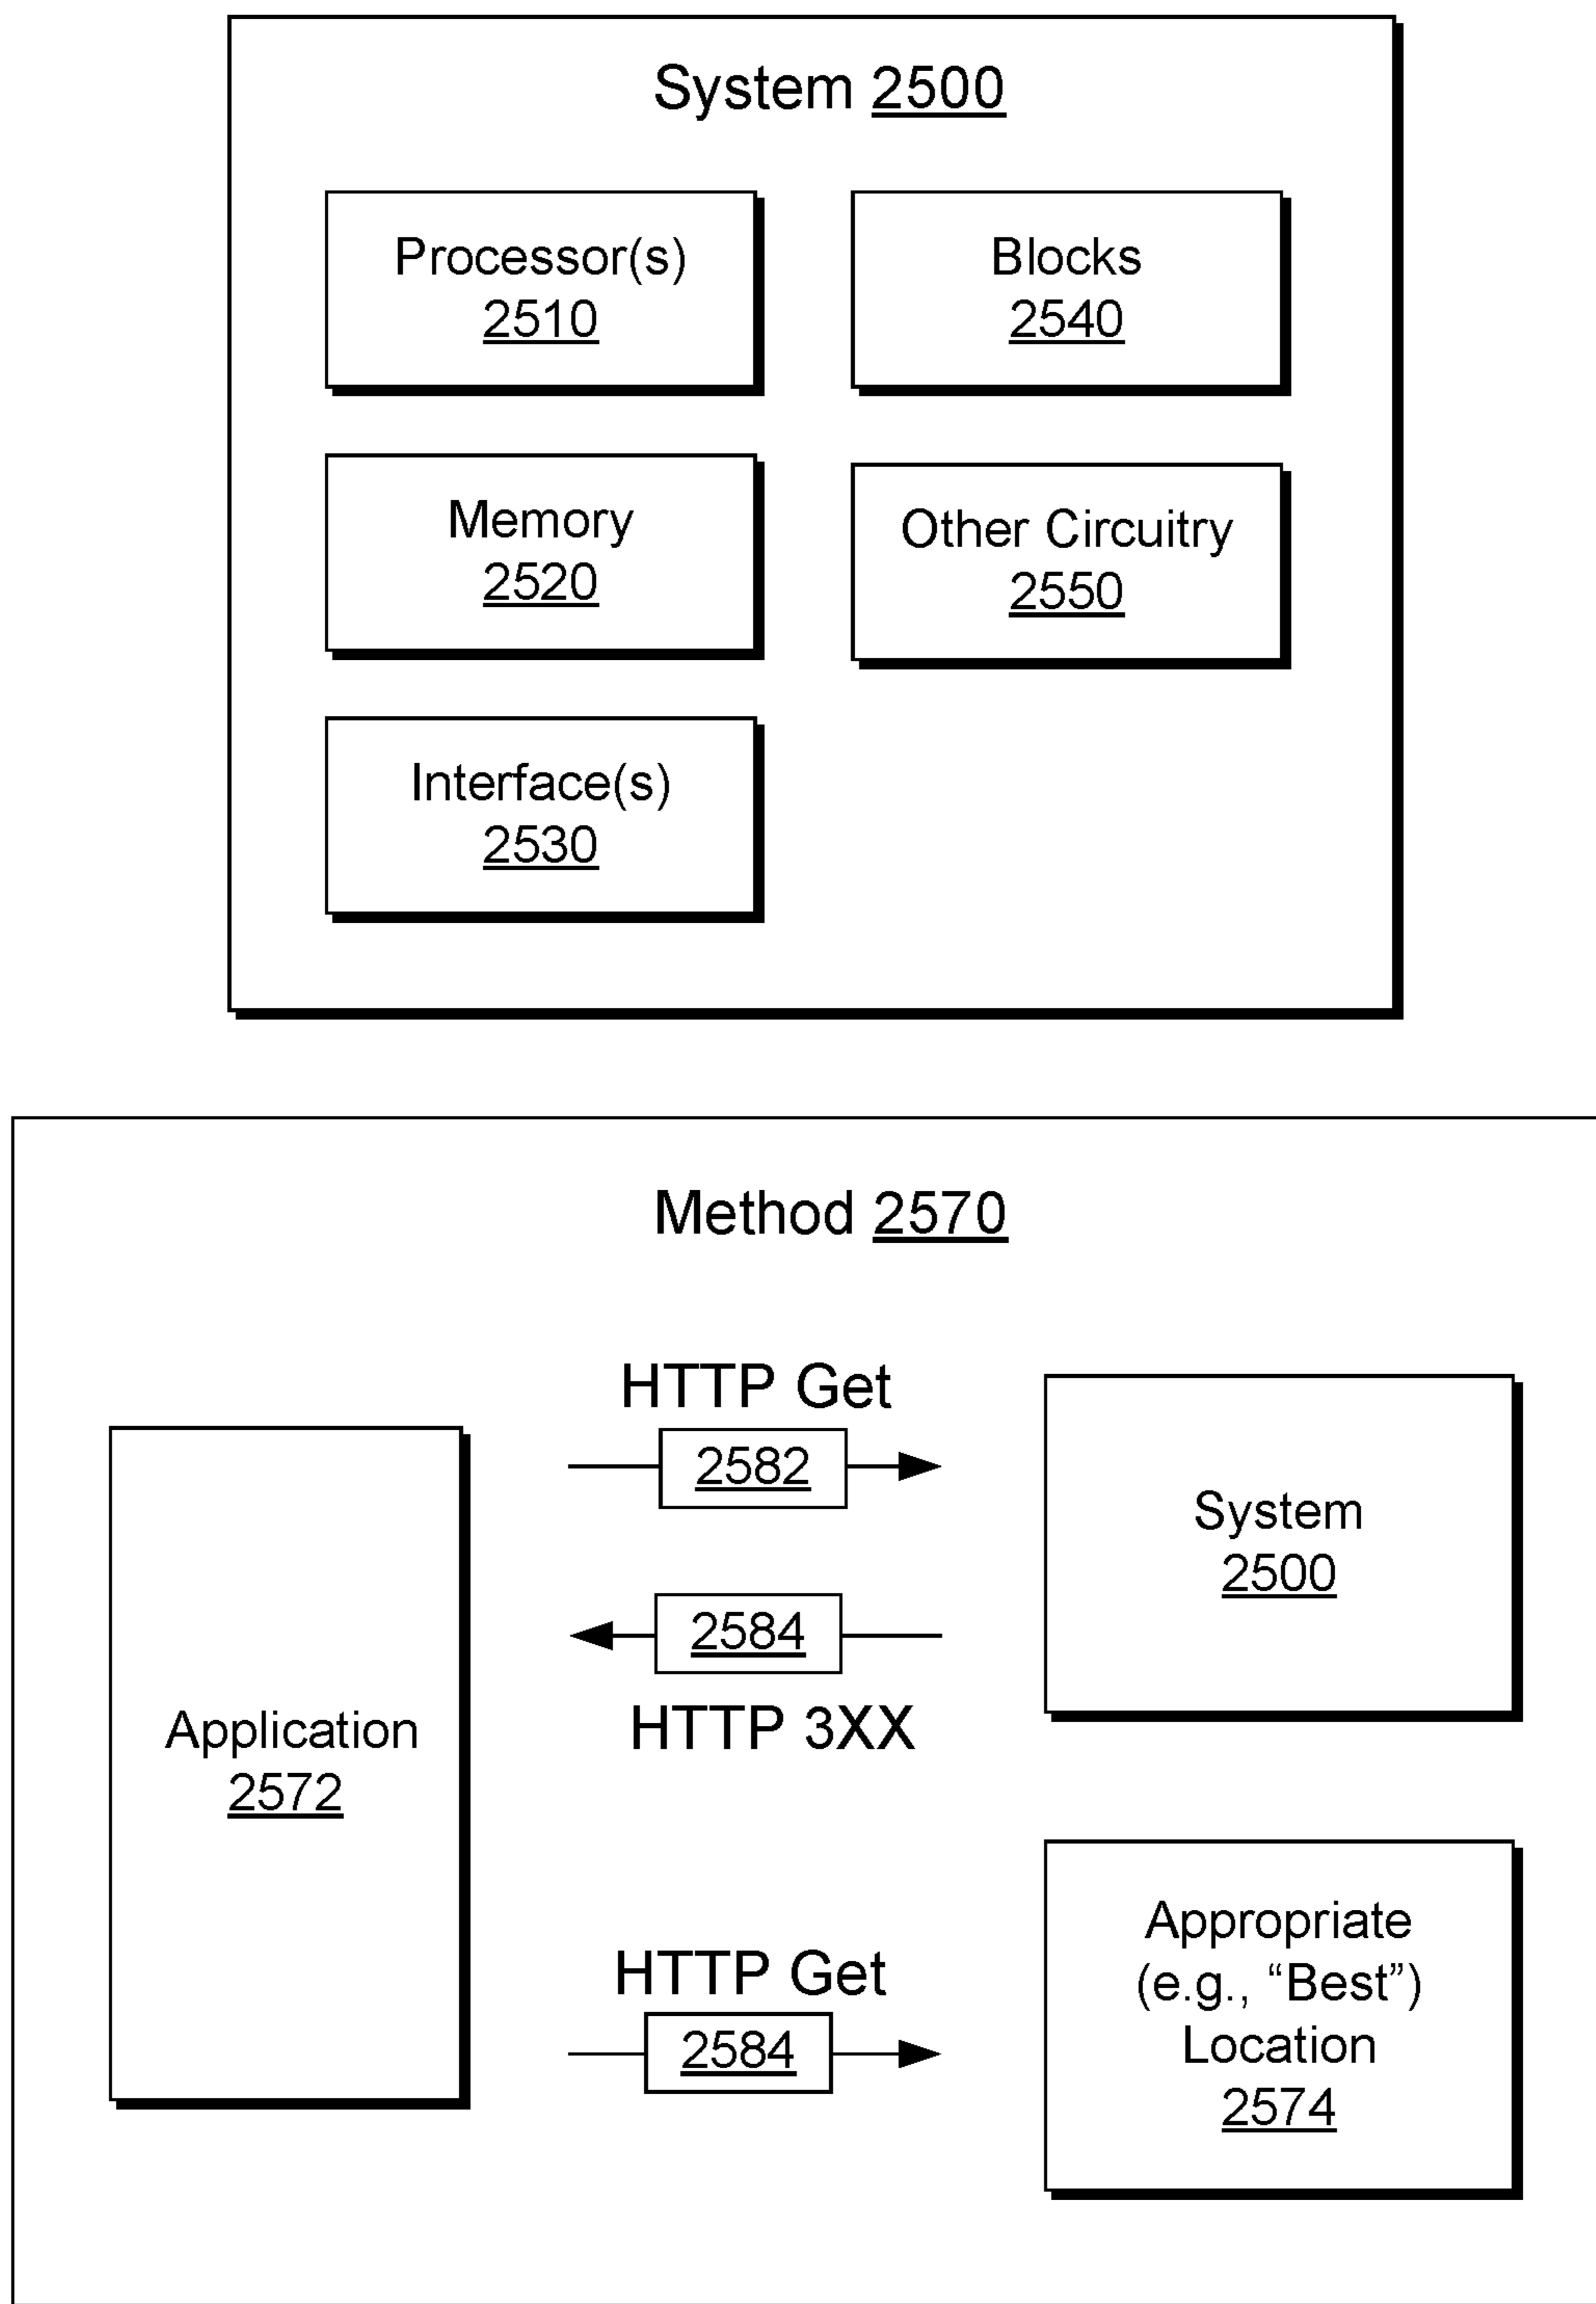 System 2500
Processor(s)
2510
Blocks
2540
Memory
2520
Other Circuitry
2550
Interface(s)
2530
Method 2570
HTTP Get
2582
System
2500
2584
HTTP 3XX
Application
2572
HTTP Get
2584
Appropriate
(e.g., “Best”)
Location
2574